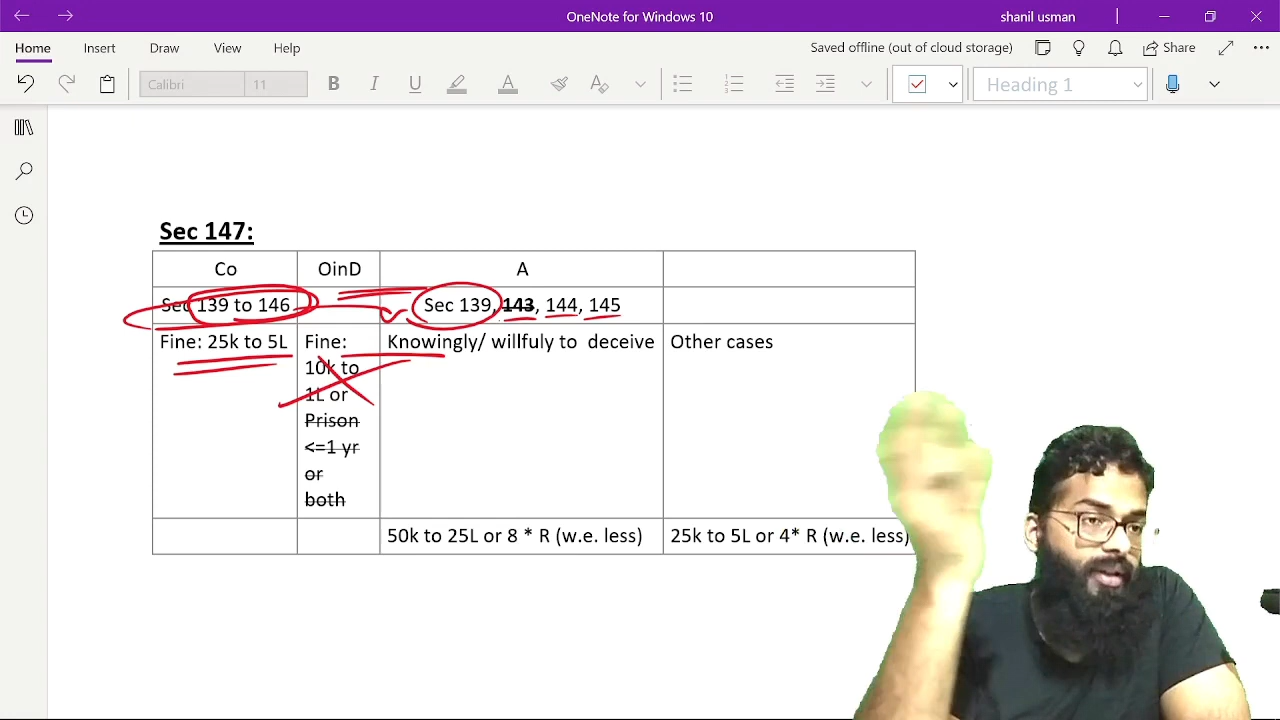 OneNote for Windows 10
shanil usman
Home Insert Draw View Help
Saved offline (out of cloud storage)
Share
Calibri 11
B I U A
Heading 1
Sec 147:
Co OinD A
Sec 139 to 146 Sec 139, 143, 144, 145
Fine: 25k to 5L Fine: Knowingly/ willfuly to deceive Other cases
10k to
1L or
Prison
<=1 yr
or
both
50k to 25L or 8 * R (w.e. less) 25k to 5L or 4* R (w.e. less)